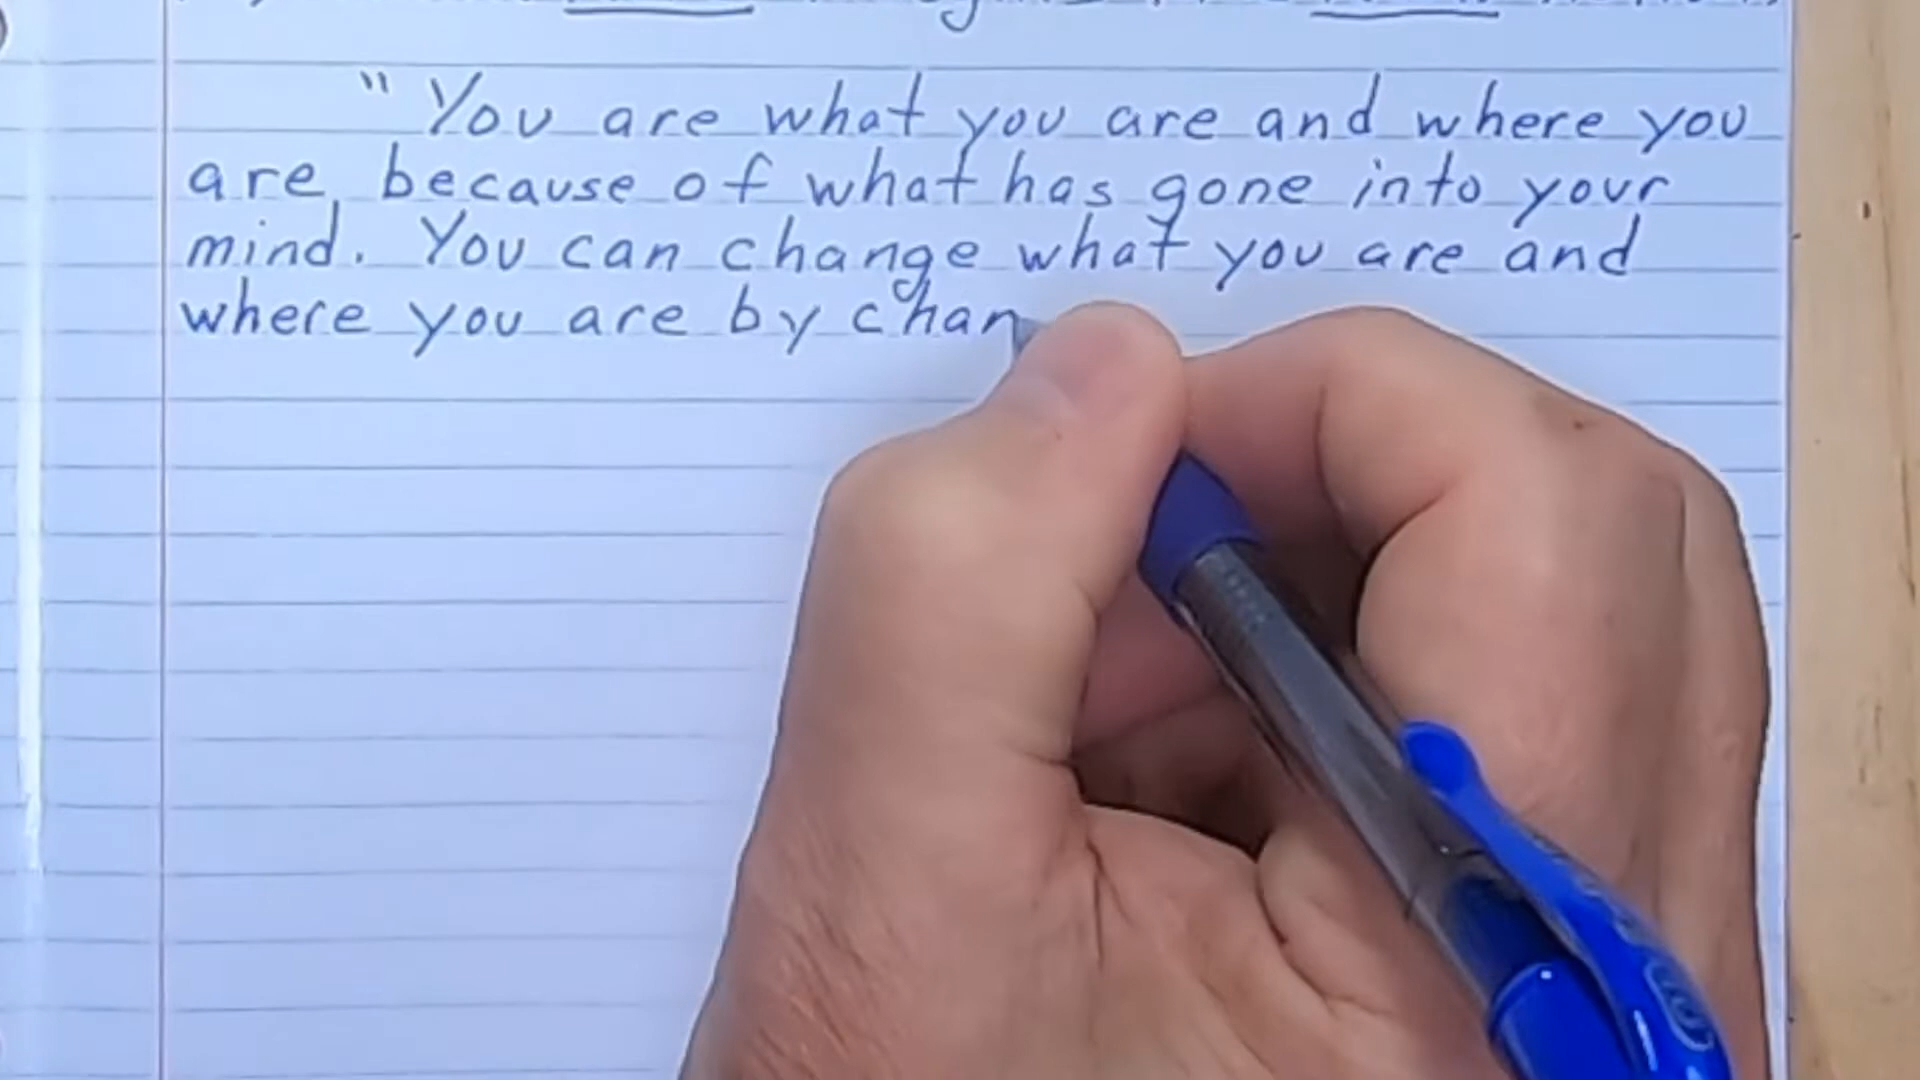 "You are what you are and where you
are because of what has gone into your
mind. You can change what you are and
where you are by chan